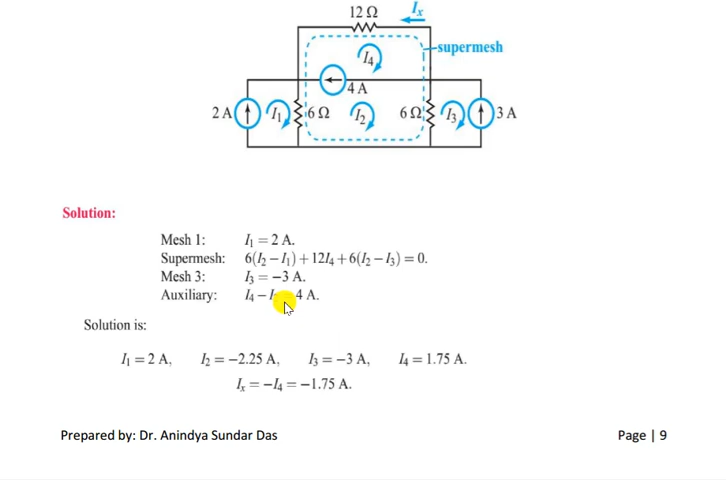 12 Ω
Iₓ
supermesh
I₄
4 A
2 A
I₁
6 Ω
I₂
6 Ω
I₃
3 A
Solution:
Mesh 1: I₁ = 2 A.
Supermesh: 6(I₂ − I₁) + 12I₄ + 6(I₂ − I₃) = 0.
Mesh 3: I₃ = −3 A.
Auxiliary: I₄ − 4 A.
Solution is:
I₁ = 2 A, I₂ = −2.25 A, I₃ = −3 A, I₄ = 1.75 A.
Iₓ = −I₄ = −1.75 A.
Prepared by: Dr. Anindya Sundar Das
Page | 9